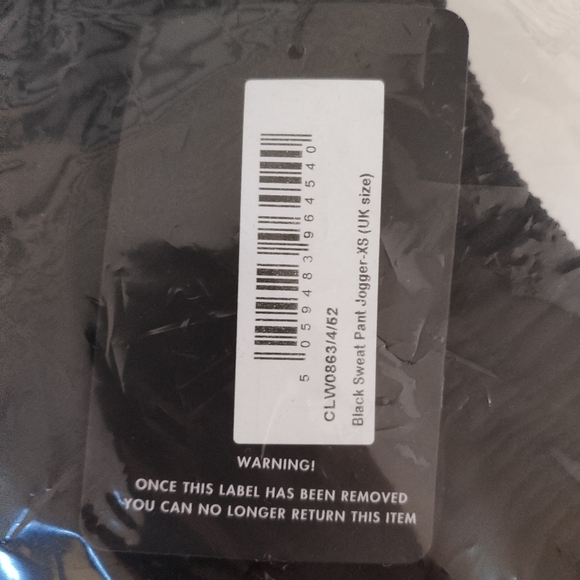 5 059483 964540
CLW0863/4/52
Black Sweat Pant Jogger-XS (UK size)
WARNING!
ONCE THIS LABEL HAS BEEN REMOVED
YOU CAN NO LONGER RETURN THIS ITEM